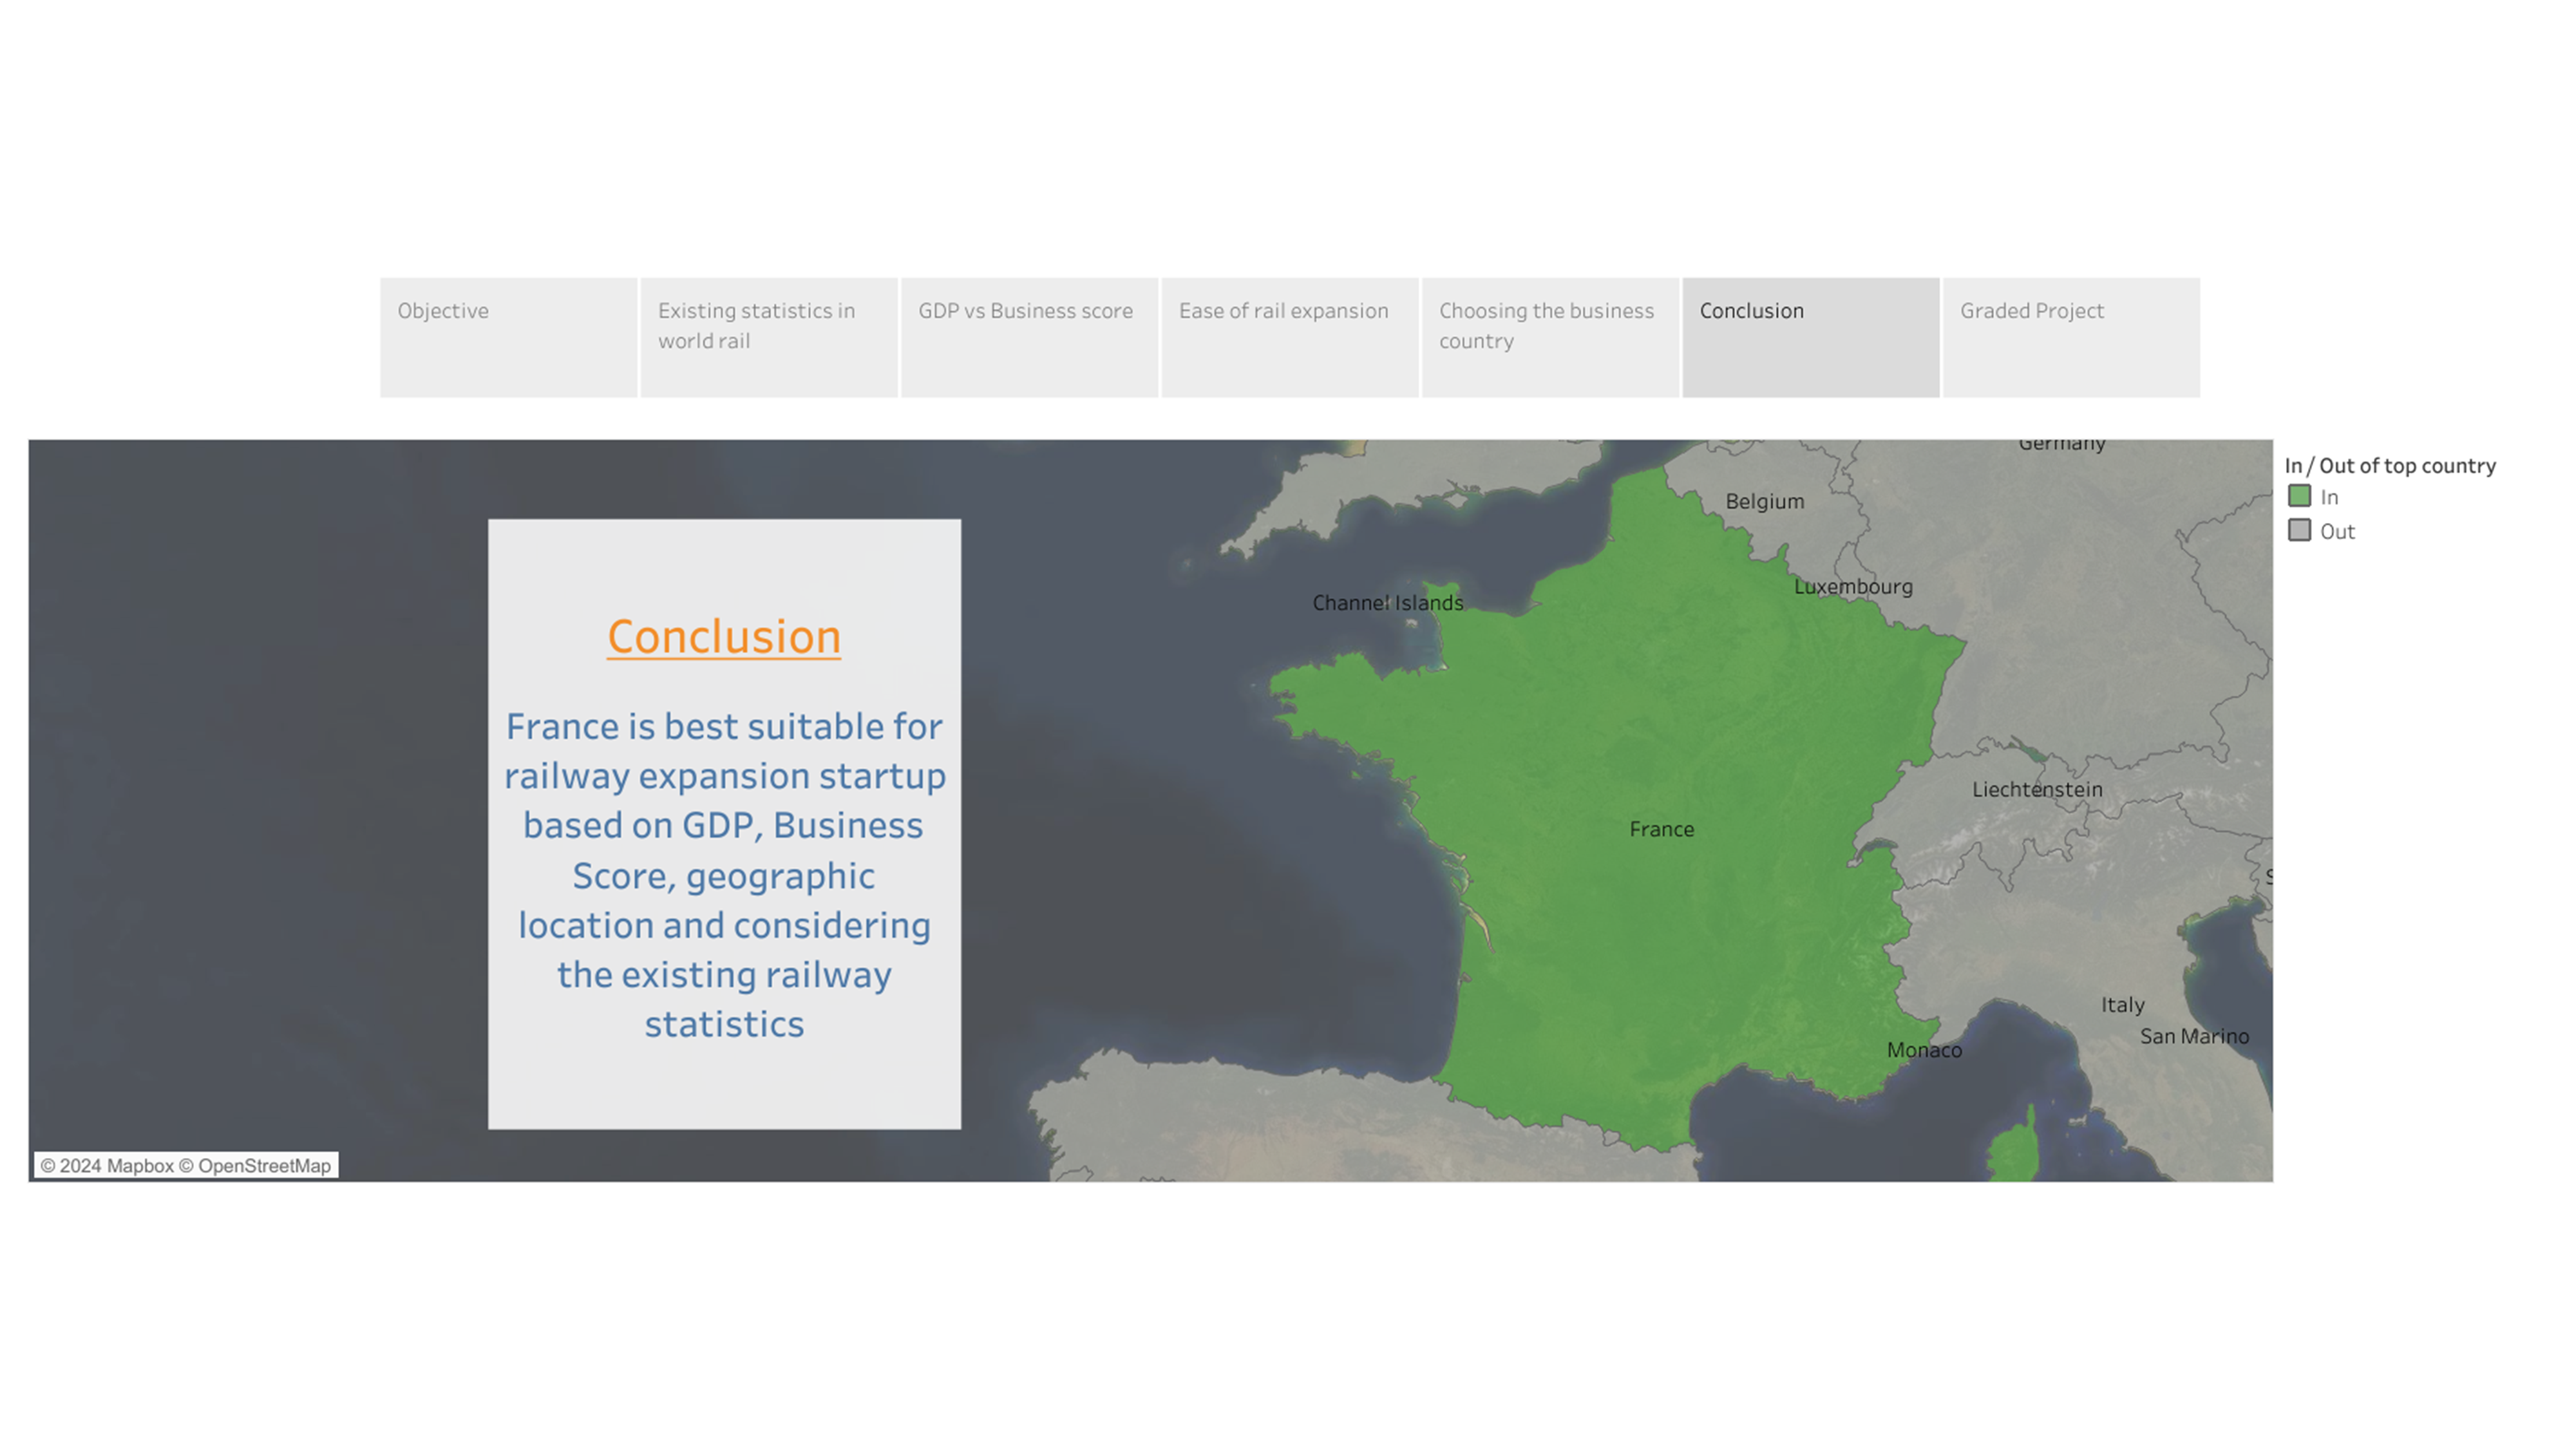 Objective
Existing statistics in
world rail
GDP vs Business score
Ease of rail expansion
Choosing the business
country
Conclusion
Graded Project
Germany
In / Out of top country
In
Out
Belgium
Luxembourg
Channel Islands
Conclusion
France is best suitable for
railway expansion startup
based on GDP, Business
Score, geographic
location and considering
the existing railway
statistics
Liechtenstein
France
Italy
San Marino
Monaco
© 2024 Mapbox © OpenStreetMap